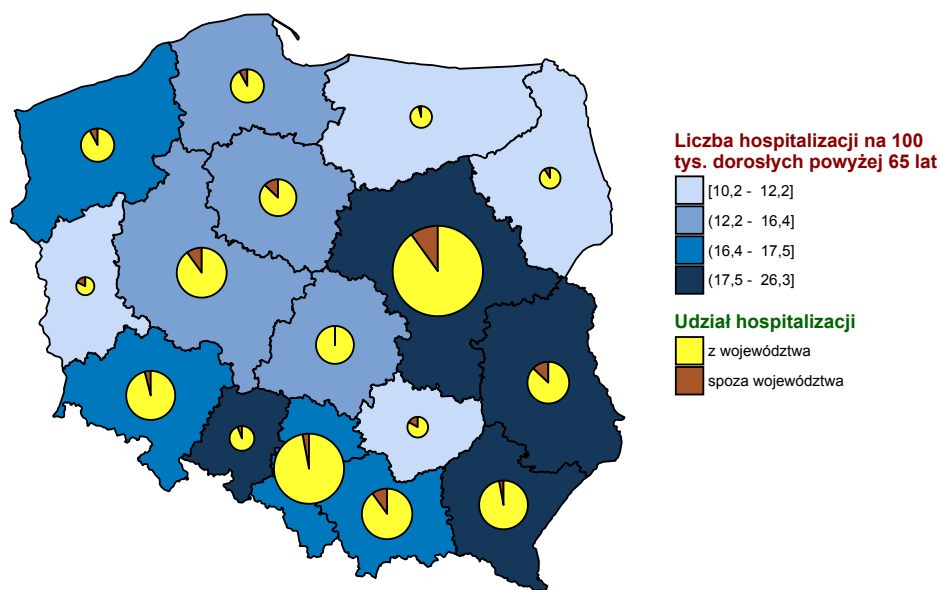 Liczba hospitalizacji na 100
tys. dorosłych powyżej 65 lat
[10,2 - 12,2]
(12,2 - 16,4]
(16,4 - 17,5]
(17,5 - 26,3]
Udział hospitalizacji
z województwa
spoza województwa